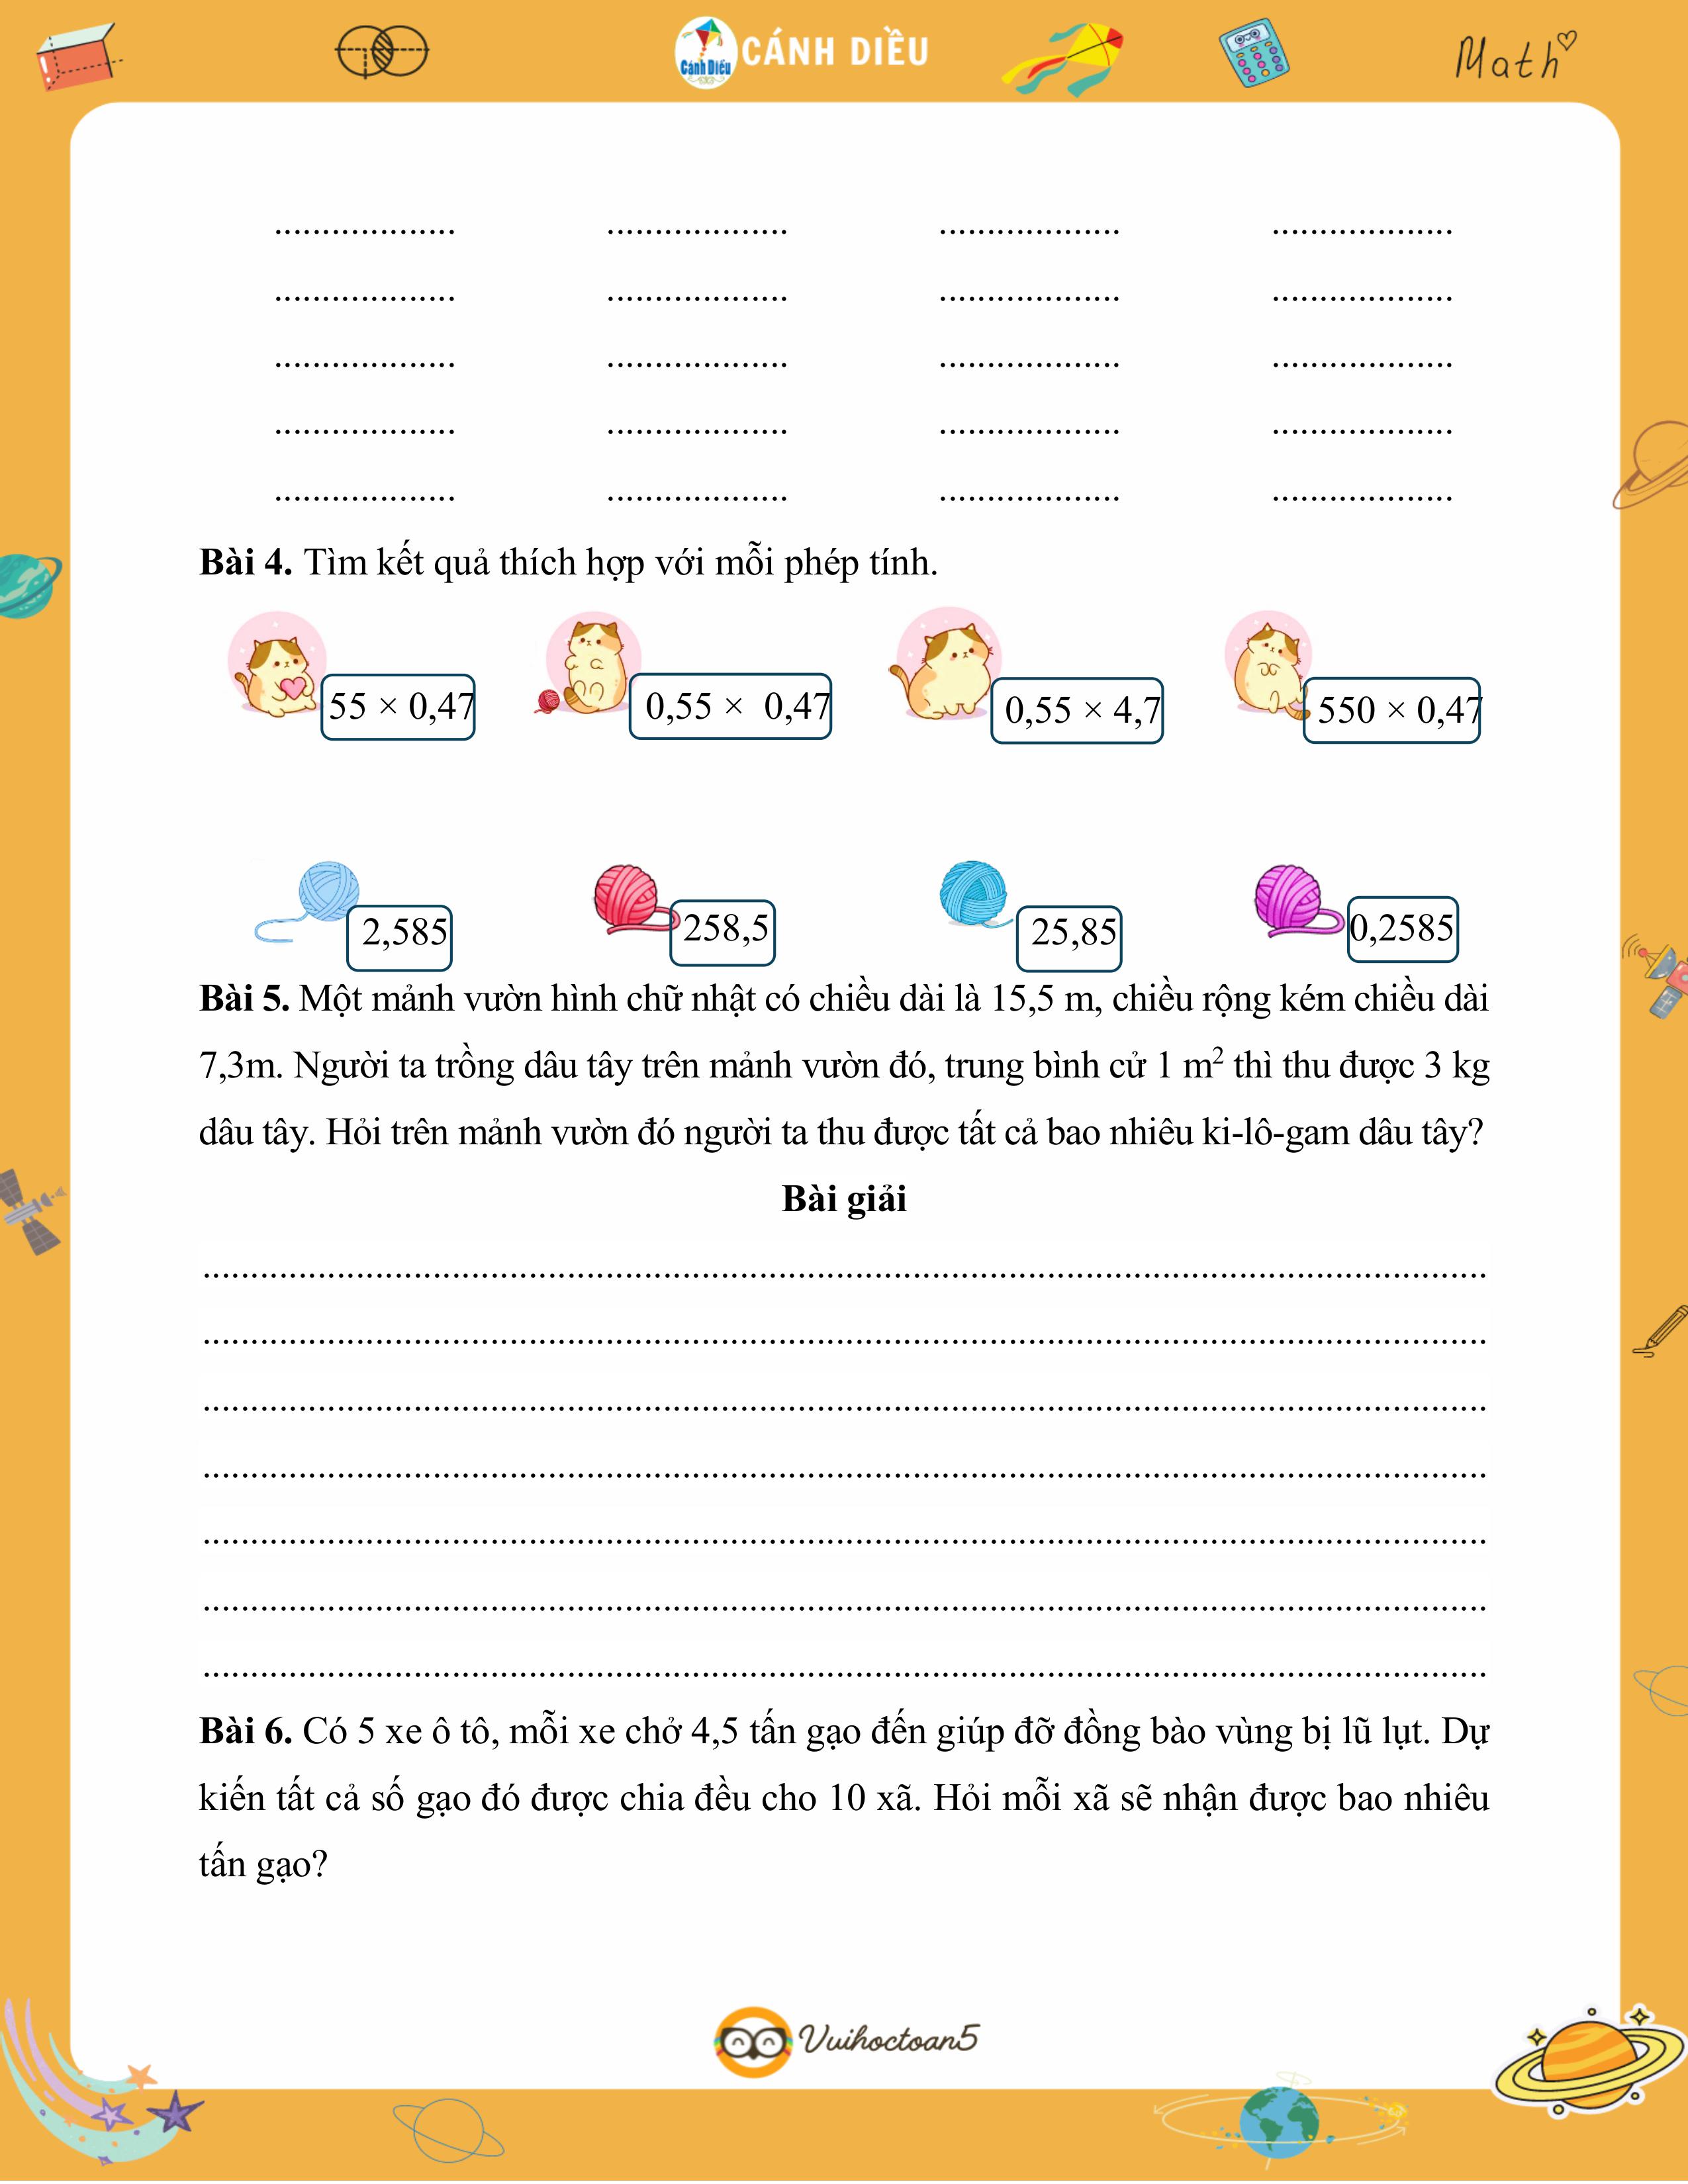 Cánh Diều CÁNH DIỀU Math
................... ................... ................... ...................
................... ................... ................... ...................
................... ................... ................... ...................
................... ................... ................... ...................
................... ................... ................... ...................
Bài 4. Tìm kết quả thích hợp với mỗi phép tính.
55 × 0,47 0,55 × 0,47 0,55 × 4,7 550 × 0,47
2,585 258,5 25,85 0,2585
Bài 5. Một mảnh vườn hình chữ nhật có chiều dài là 15,5 m, chiều rộng kém chiều dài
7,3m. Người ta trồng dâu tây trên mảnh vườn đó, trung bình cứ 1 m² thì thu được 3 kg
dâu tây. Hỏi trên mảnh vườn đó người ta thu được tất cả bao nhiêu ki-lô-gam dâu tây?
Bài giải
Bài 6. Có 5 xe ô tô, mỗi xe chở 4,5 tấn gạo đến giúp đỡ đồng bào vùng bị lũ lụt. Dự
kiến tất cả số gạo đó được chia đều cho 10 xã. Hỏi mỗi xã sẽ nhận được bao nhiêu
tấn gạo?
Vuihoctoan5